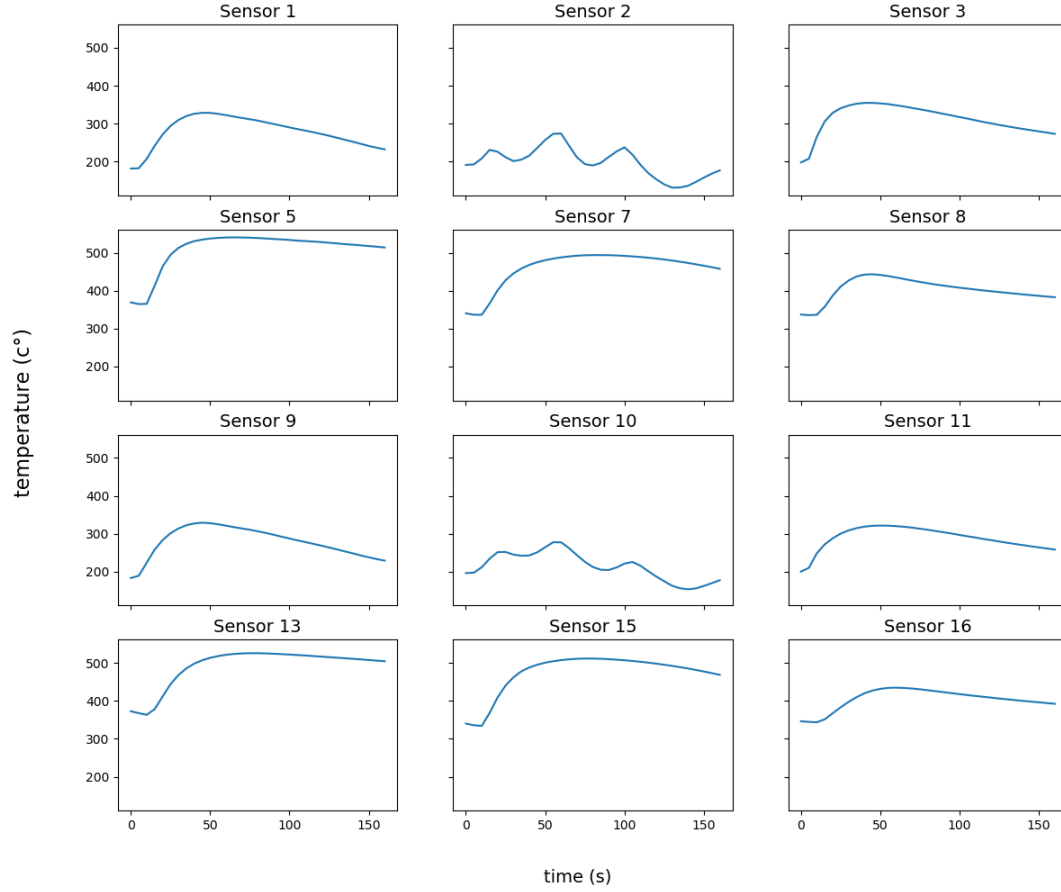 Sensor 1
Sensor 2
Sensor 3
500
400
300
200
Sensor 5
Sensor 7
Sensor 8
500
400
300
200
temperature (c°)
Sensor 9
Sensor 10
Sensor 11
500
400
300
200
Sensor 13
Sensor 15
Sensor 16
500
400
300
200
0 50 100 150
0 50 100 150
0 50 100 150
time (s)